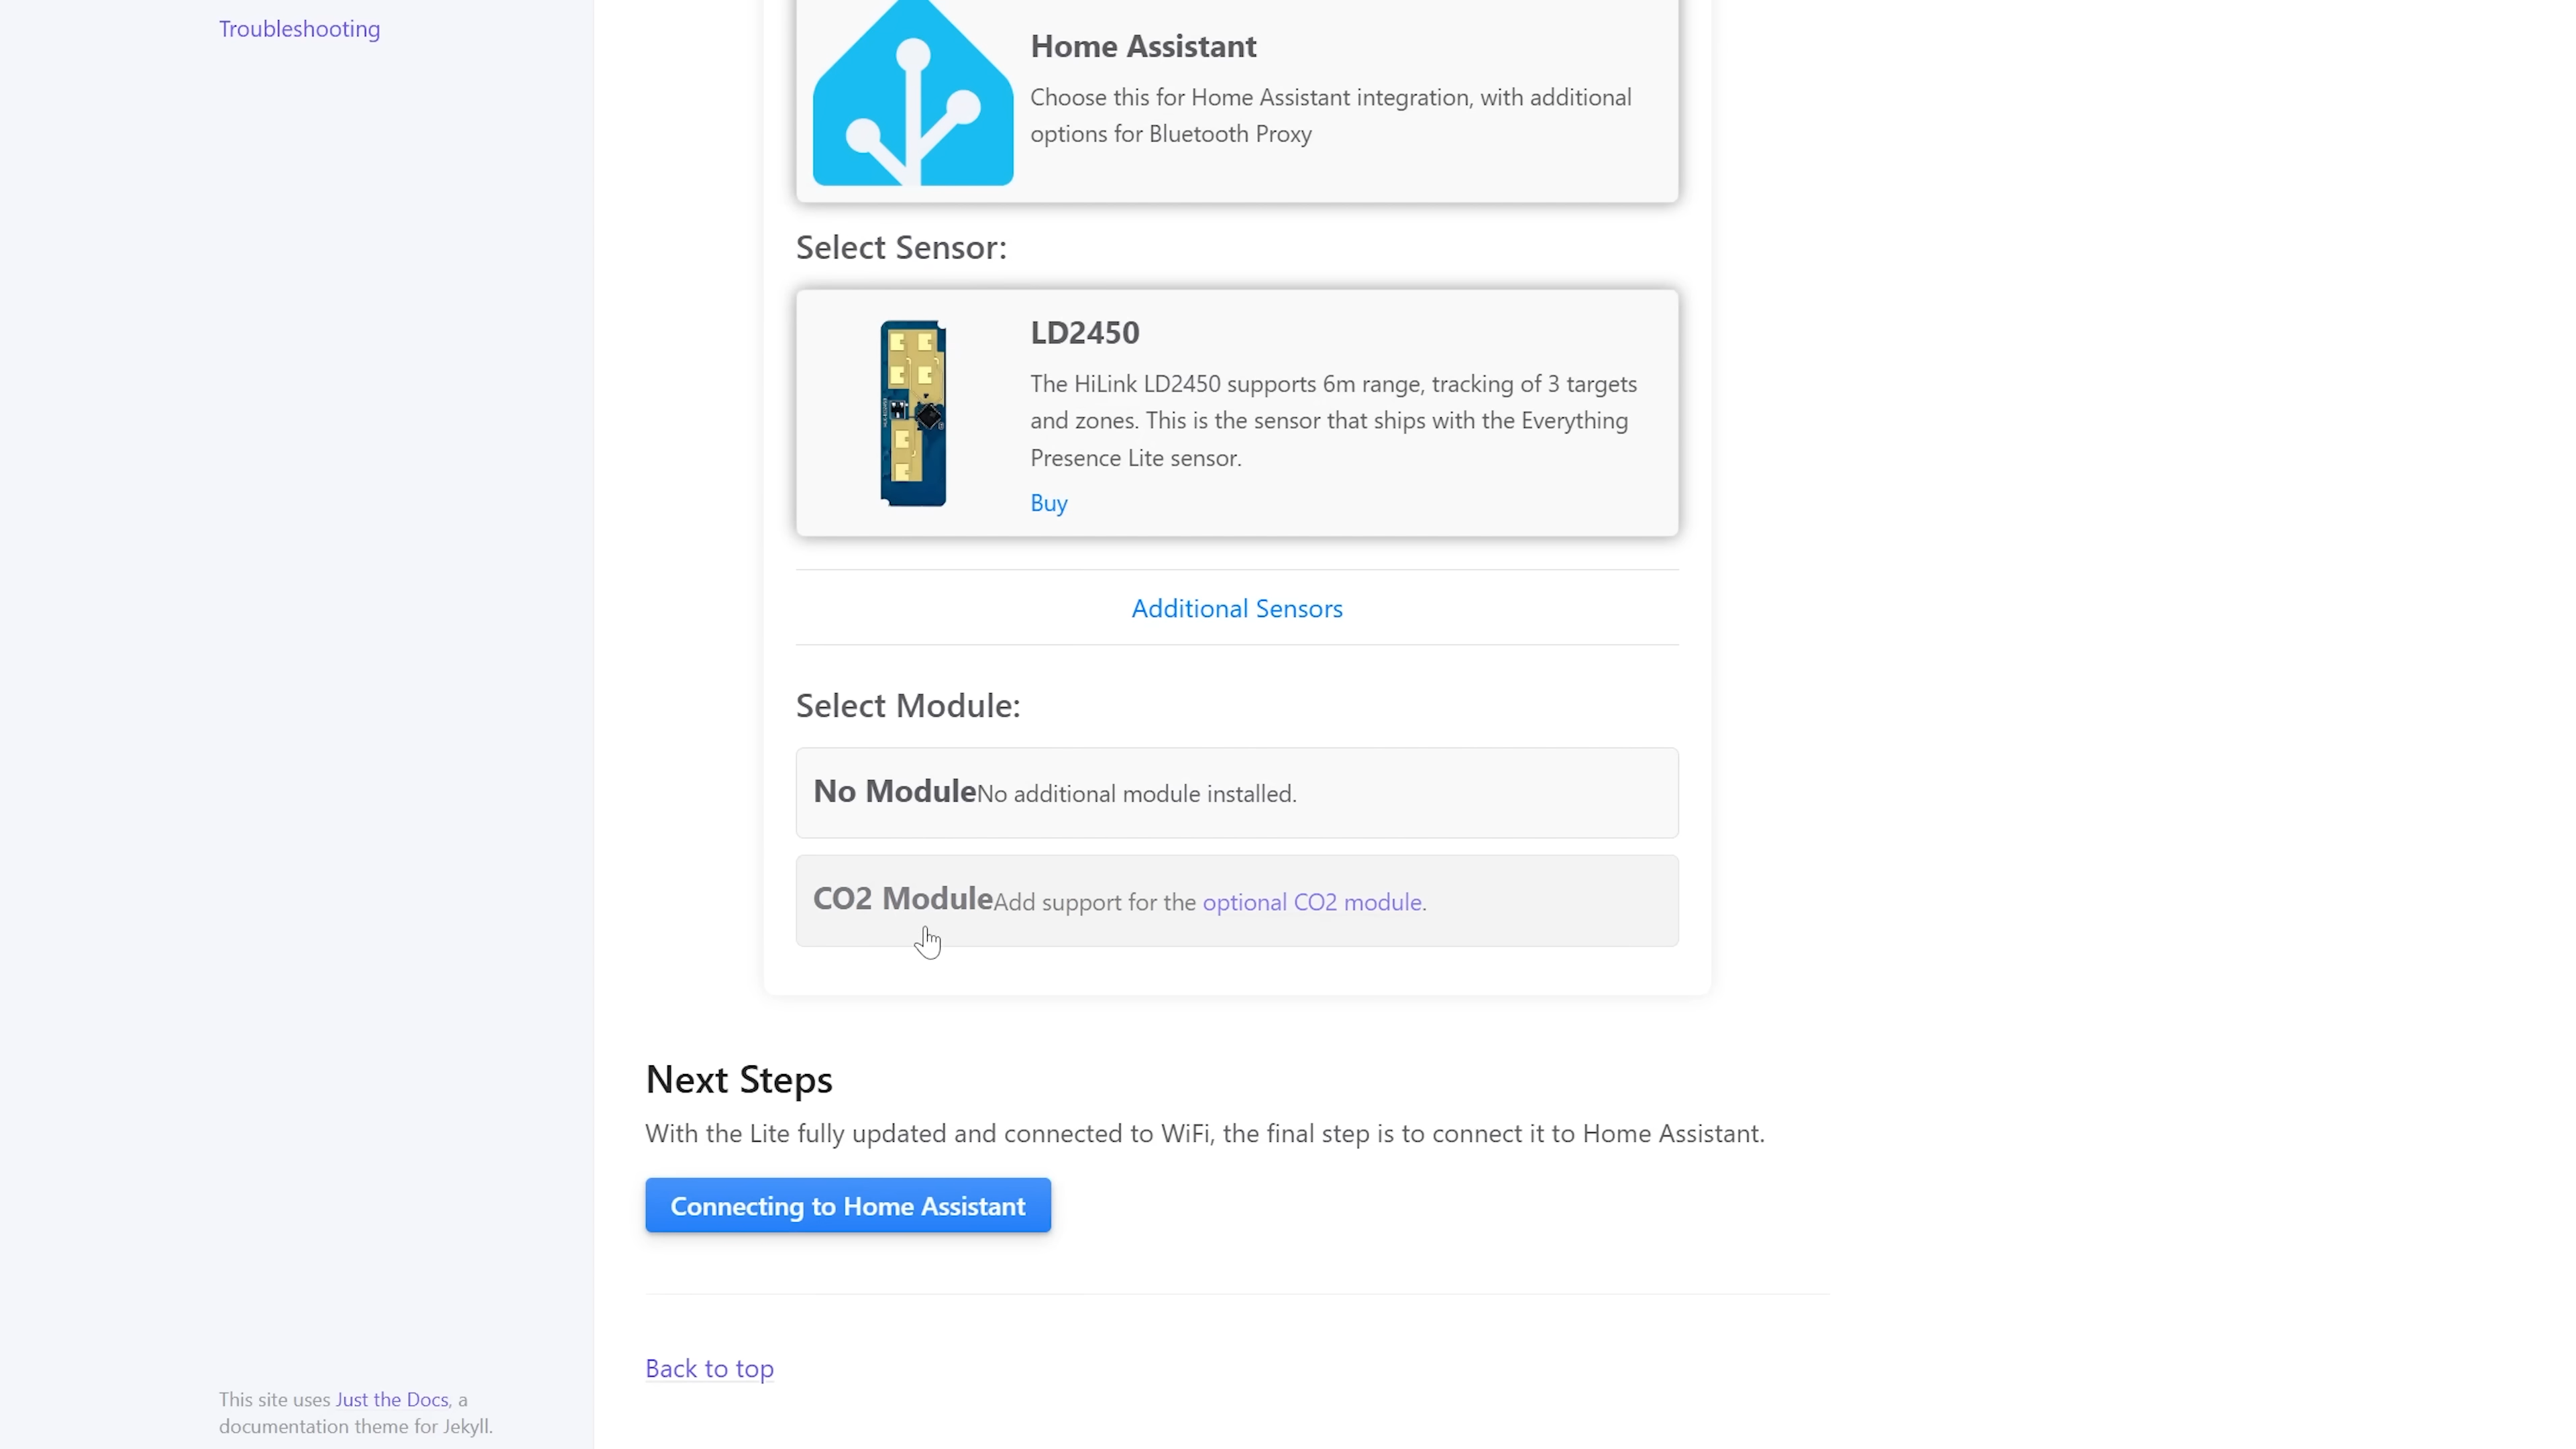 Troubleshooting
Home Assistant
Choose this for Home Assistant integration, with additional
options for Bluetooth Proxy
Select Sensor:
LD2450
The HiLink LD2450 supports 6m range, tracking of 3 targets
and zones. This is the sensor that ships with the Everything
Presence Lite sensor.
Buy
Additional Sensors
Select Module:
No Module No additional module installed.
CO2 Module Add support for the optional CO2 module.
Next Steps
With the Lite fully updated and connected to WiFi, the final step is to connect it to Home Assistant.
Connecting to Home Assistant
Back to top
This site uses Just the Docs, a
documentation theme for Jekyll.